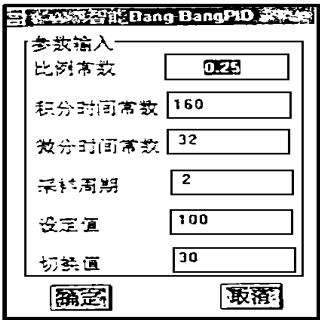 智能Bang-BangPID
参数输入
比例常数 0.25
积分时间常数 160
微分时间常数 32
采样周期 2
设定值 100
切换值 30
确定 取消